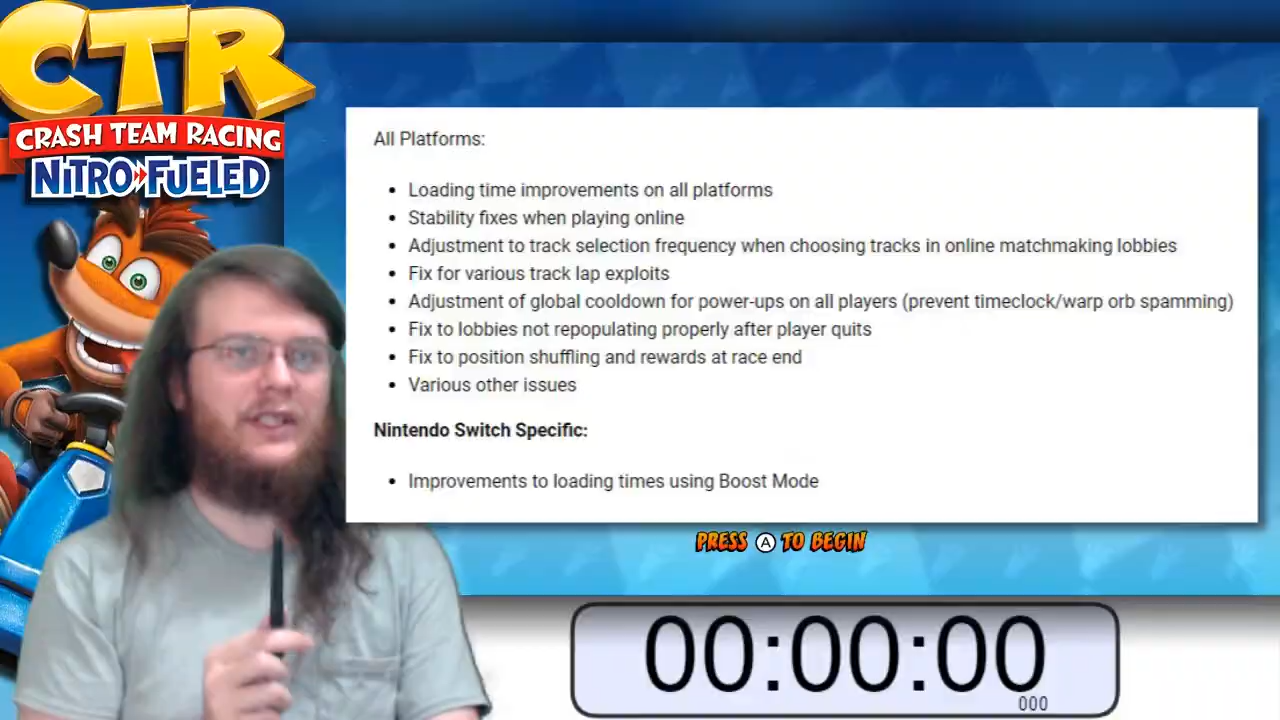 CTR
CRASH TEAM RACING
NITRO FUELED
All Platforms:
• Loading time improvements on all platforms
• Stability fixes when playing online
• Adjustment to track selection frequency when choosing tracks in online matchmaking lobbies
• Fix for various track lap exploits
• Adjustment of global cooldown for power-ups on all players (prevent timeclock/warp orb spamming)
• Fix to lobbies not repopulating properly after player quits
• Fix to position shuffling and rewards at race end
• Various other issues
Nintendo Switch Specific:
• Improvements to loading times using Boost Mode
PRESS A TO BEGIN
00:00:00
000